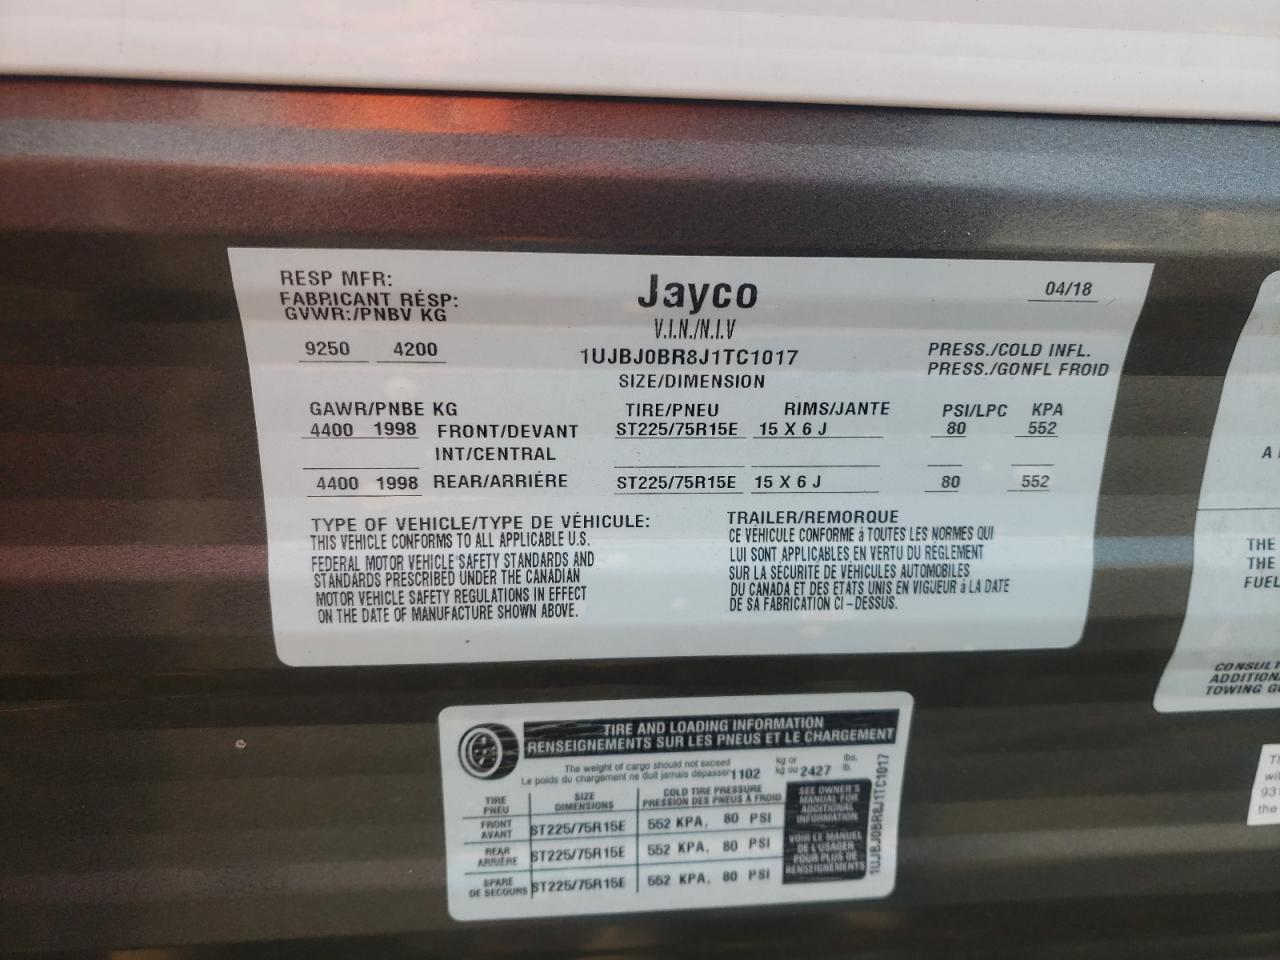 RESP MFR:
FABRICANT RÉSP:
GVWR:/PNBV KG
Jayco
04/18
V.I.N./N.I.V
9250 4200
1UJBJ0BR8J1TC1017
SIZE/DIMENSION
PRESS./COLD INFL.
PRESS./GONFL FROID
GAWR/PNBE KG TIRE/PNEU RIMS/JANTE PSI/LPC KPA
4400 1998 FRONT/DEVANT ST225/75R15E 15 X 6 J 80 552
INT/CENTRAL
4400 1998 REAR/ARRIÉRE ST225/75R15E 15 X 6 J 80 552
TYPE OF VEHICLE/TYPE DE VÉHICULE: TRAILER/REMORQUE
THIS VEHICLE CONFORMS TO ALL APPLICABLE U.S.
FEDERAL MOTOR VEHICLE SAFETY STANDARDS AND
STANDARDS PRESCRIBED UNDER THE CANADIAN
MOTOR VEHICLE SAFETY REGULATIONS IN EFFECT
ON THE DATE OF MANUFACTURE SHOWN ABOVE.
CE VÉHICULE CONFORME á TOUTES LES NORMES QUI
LUI SONT APPLICABLES EN VERTU DU RÉGLEMENT
SUR LA SÉCURITE DE VÉHICULES AUTOMOBILES
DU CANADA ET DES ETATS UNIS EN VIGUEUR á LA DATE
DE SA FABRICATION CI-DESSUS.
TIRE AND LOADING INFORMATION
RENSEIGNEMENTS SUR LES PNEUS ET LE CHARGEMENT
The weight of cargo should not exceed kg or lbs.
Le poids du chargement ne doit jamais dépasser 1102 kg ou 2427 lb.
TIRE
PNEU
SIZE
DIMENSIONS
COLD TIRE PRESSURE
PRESSION DES PNEUS À FROID
FRONT
AVANT
ST225/75R15E 552 KPA, 80 PSI
REAR
ARRIÈRE
ST225/75R15E 552 KPA, 80 PSI
SPARE
DE SECOURS
ST225/75R15E 552 KPA, 80 PSI
SEE OWNER'S
MANUAL FOR
ADDITIONAL
INFORMATION
VOIR LE MANUEL
DE L'USAGER
POUR PLUS DE
RENSEIGNEMENTS
1UJBJ0BR8J1TC1017
THE
THE
FUEL
CONSULT
ADDITION
TOWING
the